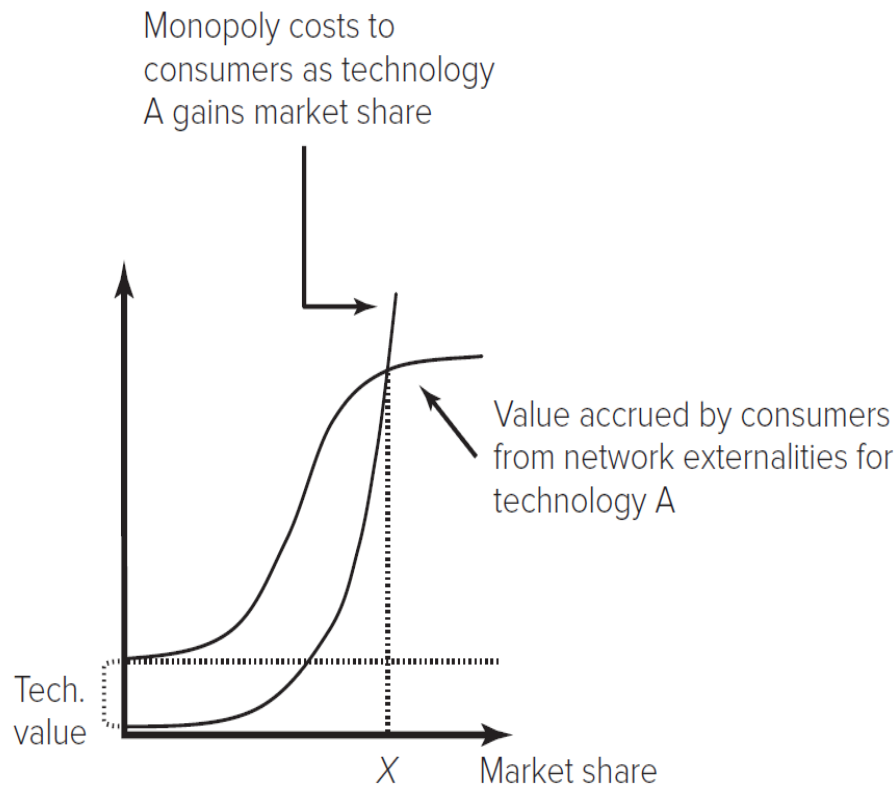 Monopoly costs to
consumers as technology
A gains market share
Value accrued by consumers
from network externalities for
technology A
Tech.
value
X
Market share